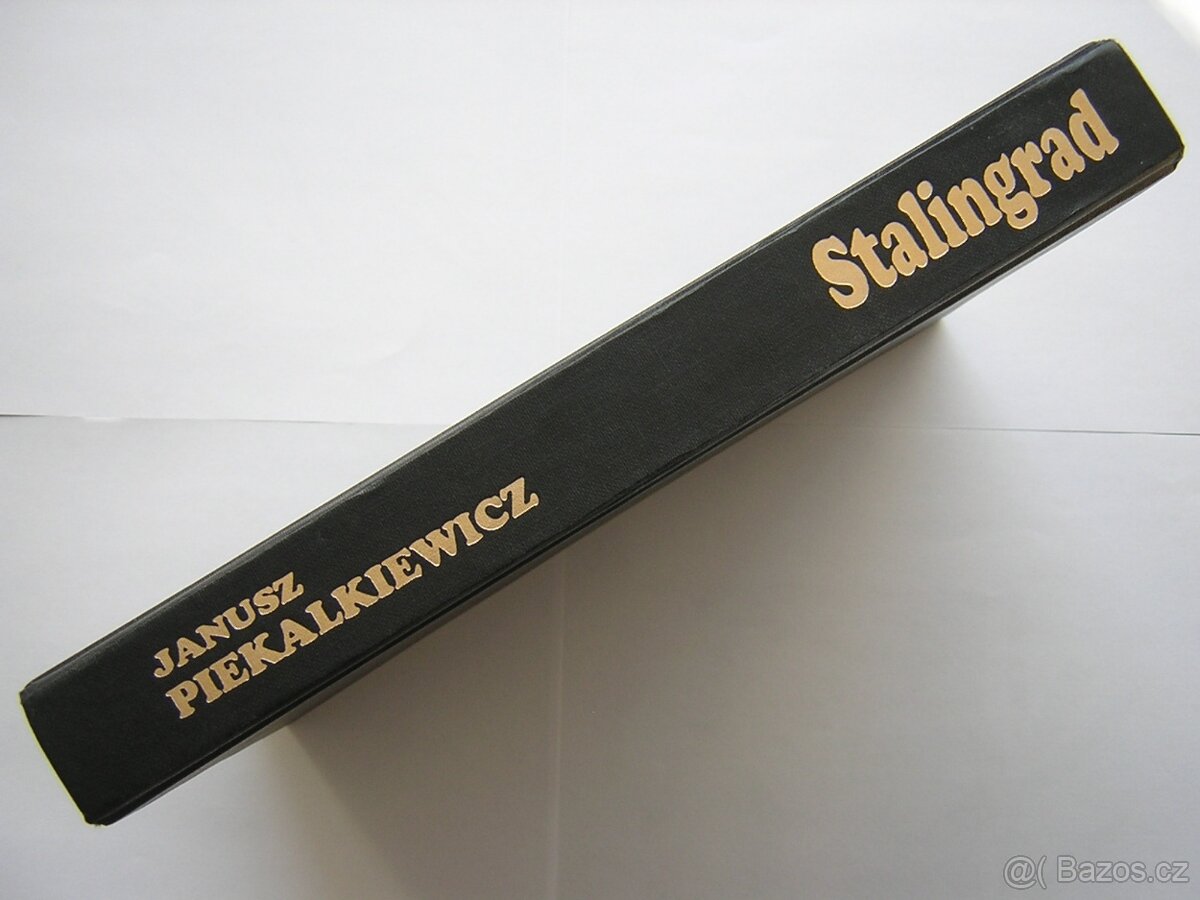 JANUSZ
PIEKALKIEWICZ
Stalingrad
@( Bazos.cz